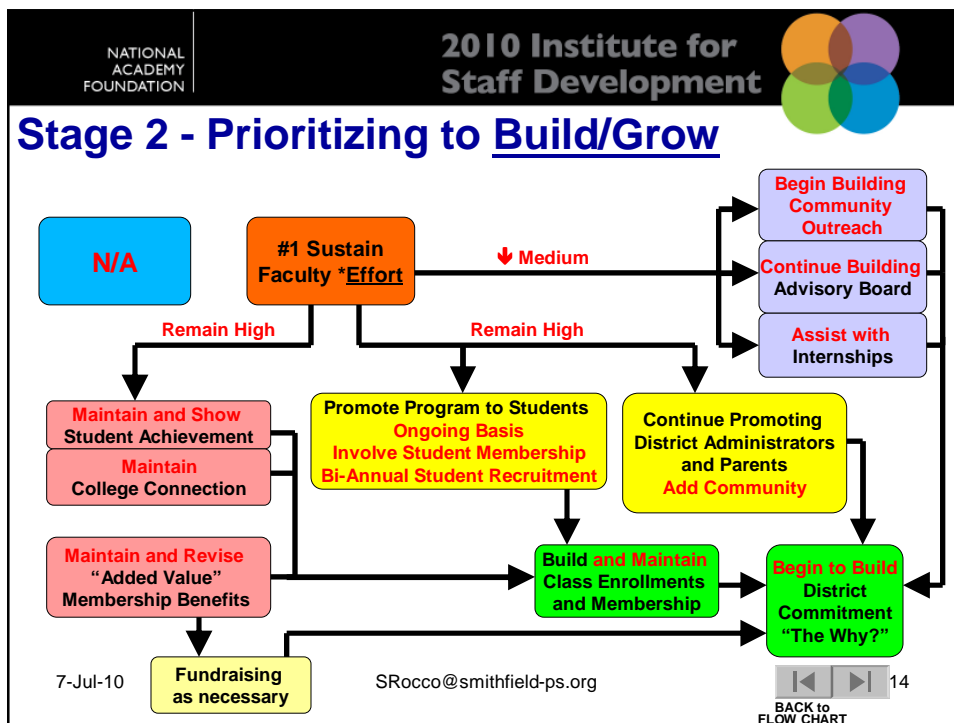 NATIONAL
ACADEMY
FOUNDATION
2010 Institute for
Staff Development
Stage 2 - Prioritizing to Build/Grow
N/A
#1 Sustain
Faculty *Effort
🡻 Medium
Begin Building
Community
Outreach
Continue Building
Advisory Board
Assist with
Internships
Remain High
Remain High
Maintain and Show
Student Achievement
Maintain
College Connection
Promote Program to Students
Ongoing Basis
Involve Student Membership
Bi-Annual Student Recruitment
Continue Promoting
District Administrators
and Parents
Add Community
Maintain and Revise
“Added Value”
Membership Benefits
Build and Maintain
Class Enrollments
and Membership
Begin to Build
District
Commitment
“The Why?”
Fundraising
as necessary
7-Jul-10
SRocco@smithfield-ps.org
14
BACK to
FLOW CHART